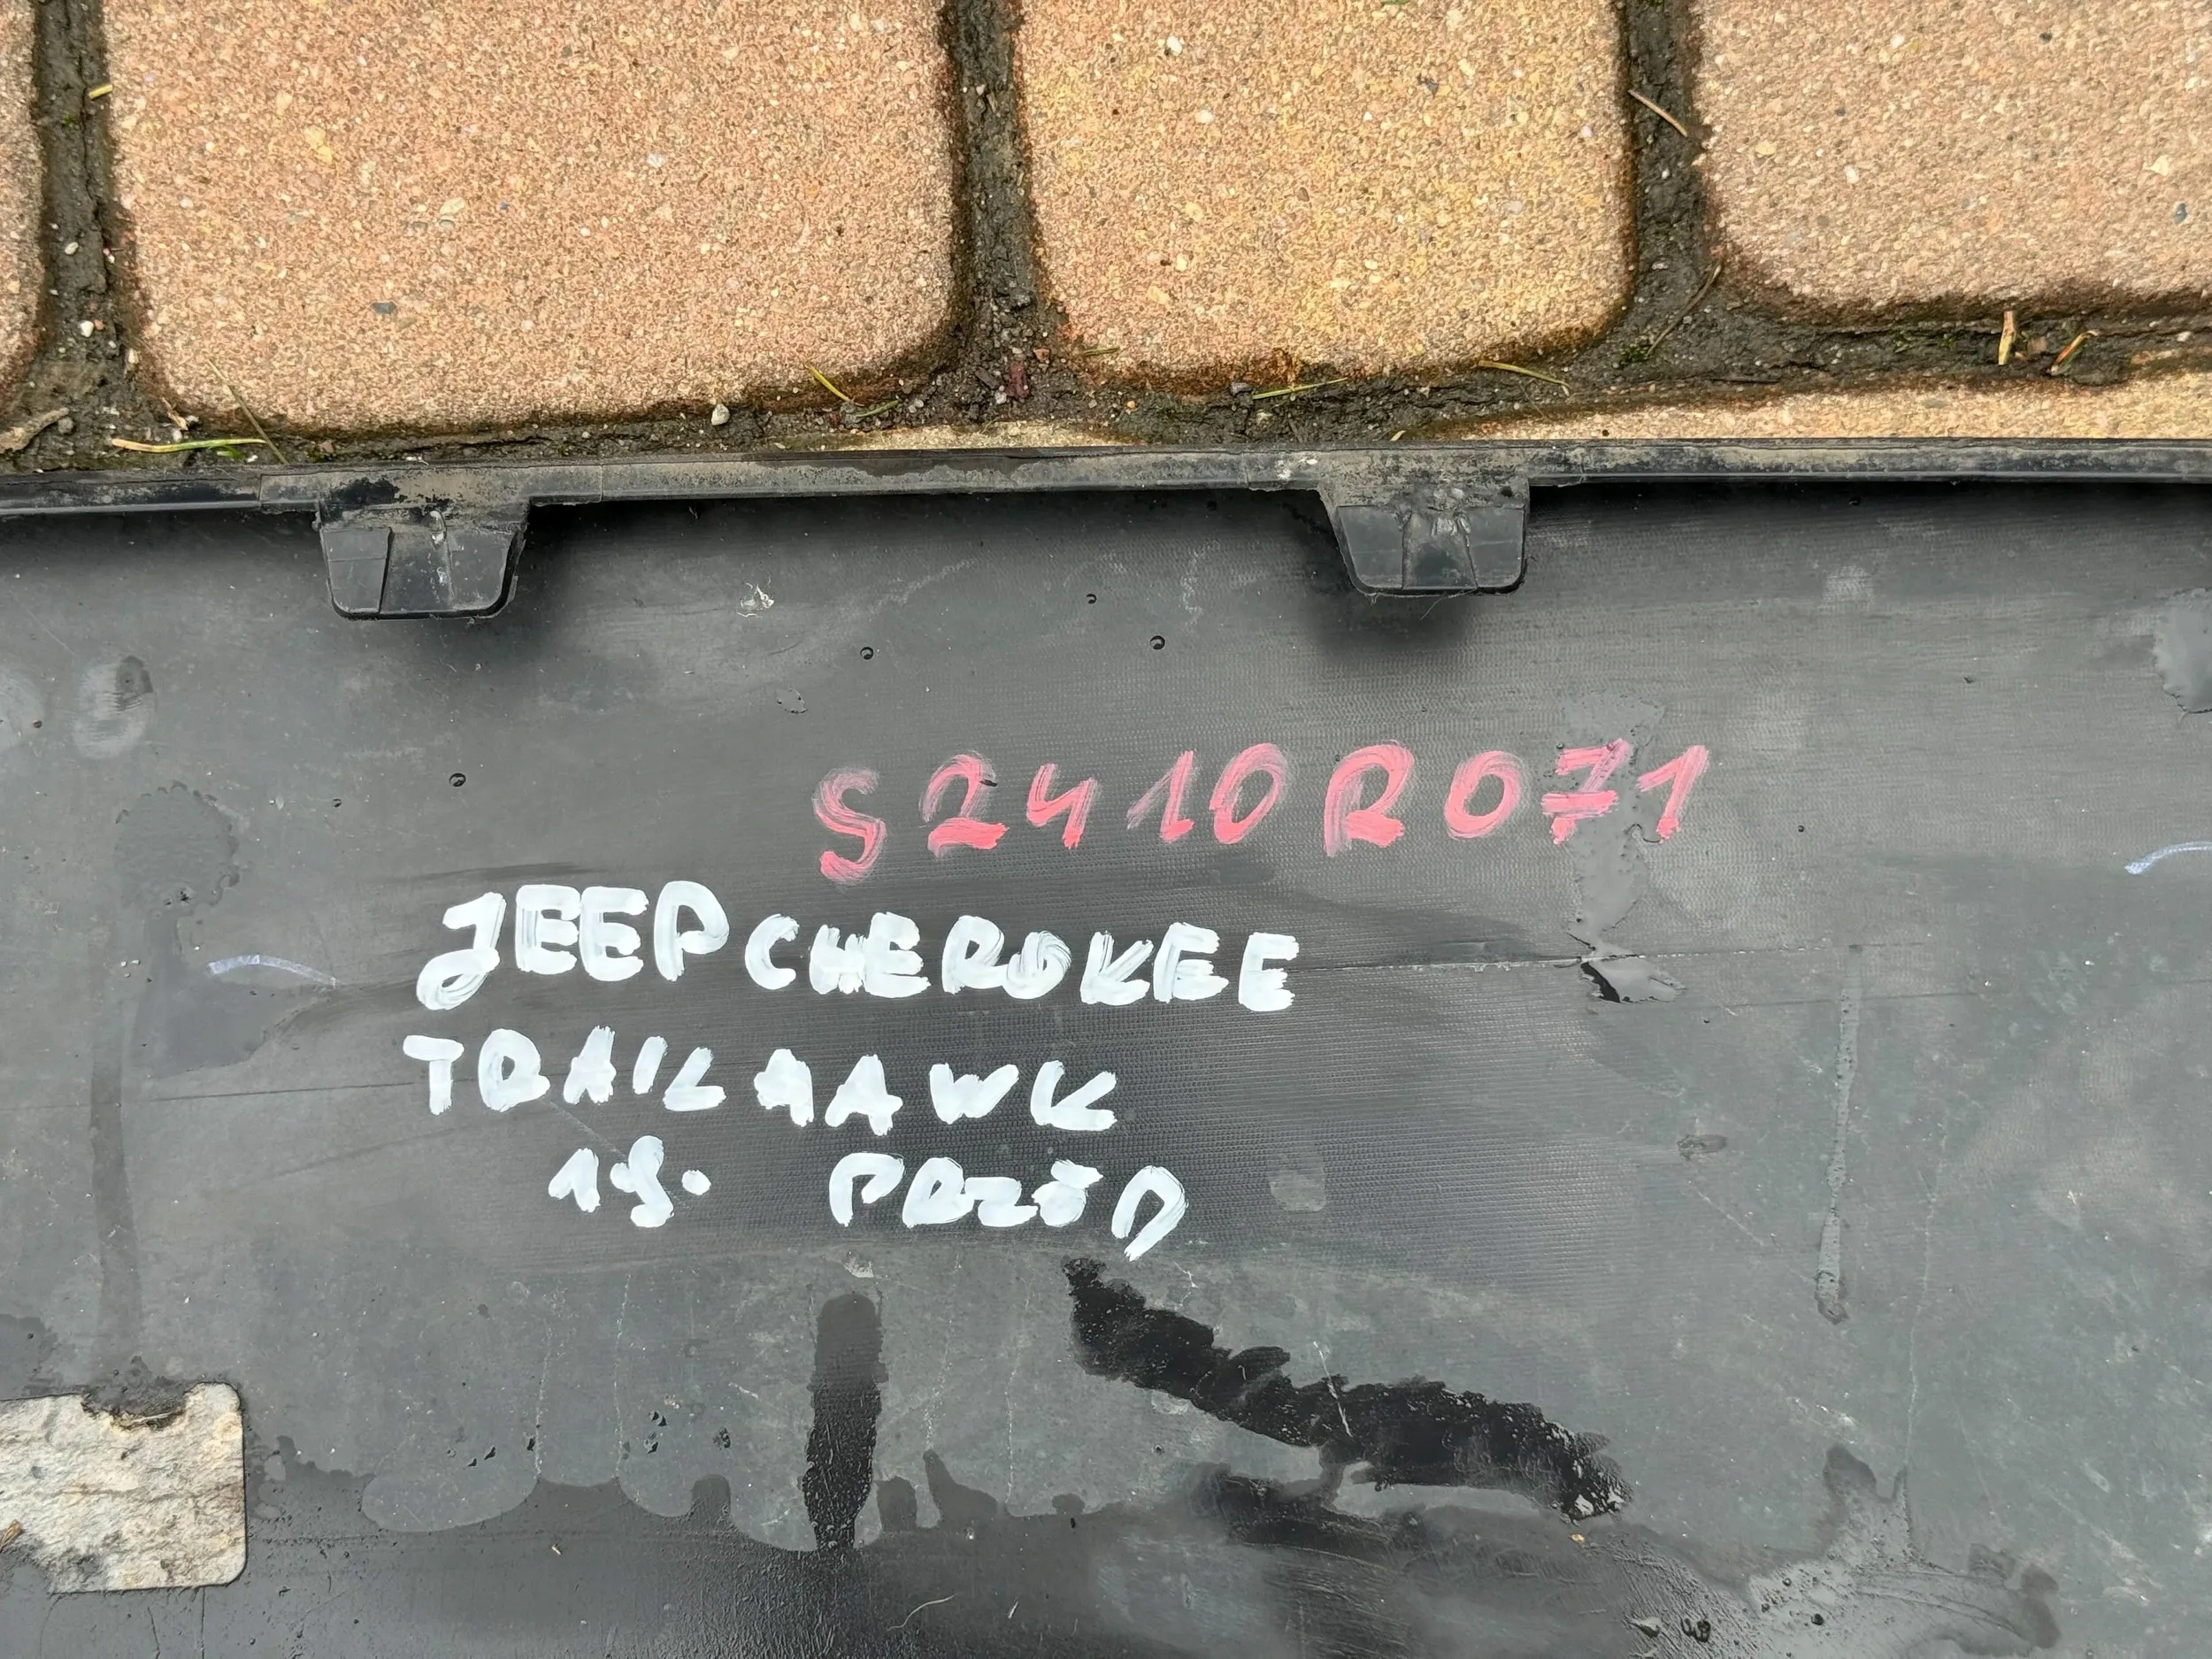 S2410R071
JEEP CHEROKEE
TRAILHAWK
19. PRZÓD